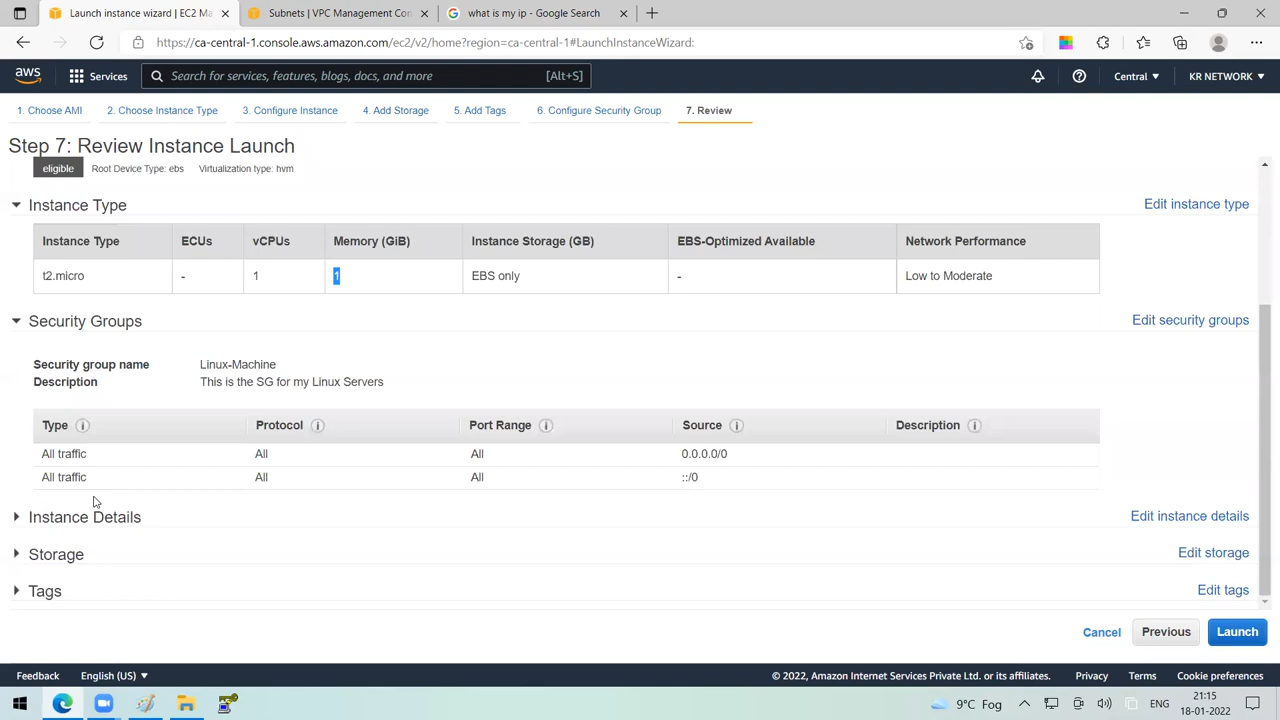 Launch instance wizard | EC2 Ma
Subnets | VPC Management Con
what is my ip - Google Search
https://ca-central-1.console.aws.amazon.com/ec2/v2/home?region=ca-central-1#LaunchInstanceWizard:
aws
Services
Search for services, features, blogs, docs, and more [Alt+S]
Central
KR NETWORK
1. Choose AMI 2. Choose Instance Type 3. Configure Instance 4. Add Storage 5. Add Tags 6. Configure Security Group 7. Review
Step 7: Review Instance Launch
eligible Root Device Type: ebs Virtualization type: hvm
Instance Type Edit instance type
Instance Type ECUs vCPUs Memory (GiB) Instance Storage (GB) EBS-Optimized Available Network Performance
t2.micro - 1 1 EBS only - Low to Moderate
Security Groups Edit security groups
Security group name Linux-Machine
Description This is the SG for my Linux Servers
Type Protocol Port Range Source Description
All traffic All All 0.0.0.0/0
All traffic All All ::/0
Instance Details Edit instance details
Storage Edit storage
Tags Edit tags
Cancel Previous Launch
Feedback English (US) © 2022, Amazon Internet Services Private Ltd. or its affiliates. Privacy Terms Cookie preferences
9°C Fog ENG 21:15
18-01-2022